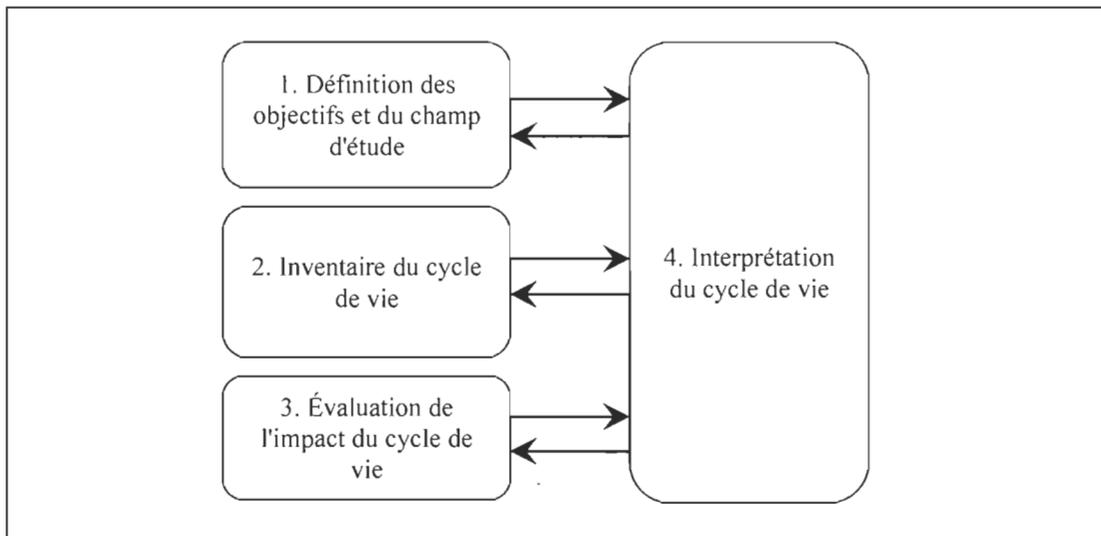 1. Définition des
objectifs et du champ
d'étude
2. Inventaire du cycle
de vie
3. Évaluation de
l'impact du cycle de
vie
4. Interprétation
du cycle de vie